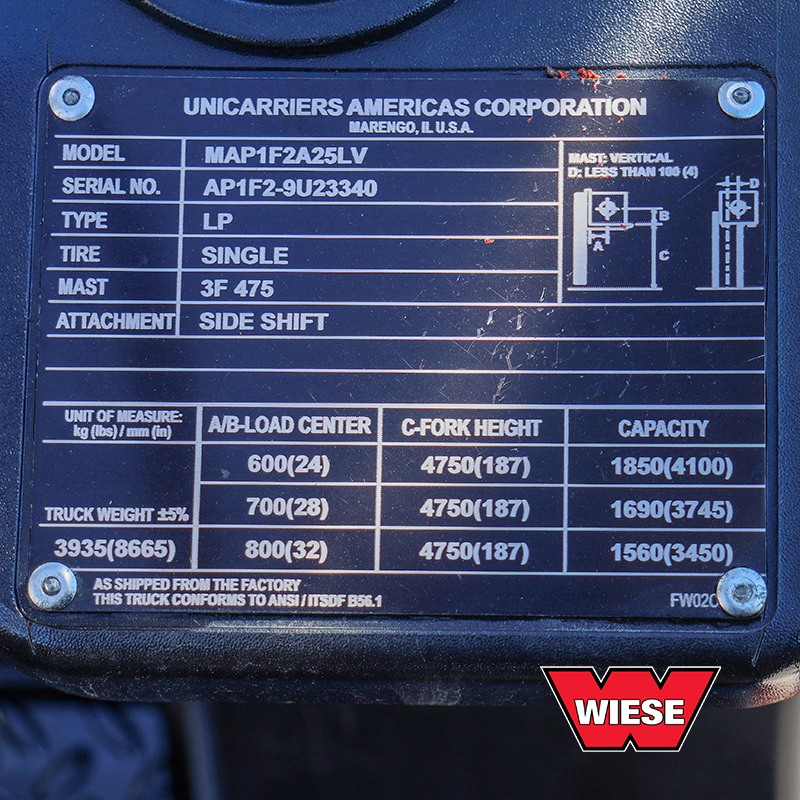 UNICARRIERS AMERICAS CORPORATION
MARENGO, IL U.S.A.
MODEL MAP1F2A25LV
SERIAL NO. AP1F2-9U23340
TYPE LP
TIRE SINGLE
MAST 3F 475
ATTACHMENT SIDE SHIFT
MAST: VERTICAL
D: LESS THAN 100 (4)
D
B
A
C
UNIT OF MEASURE:
kg (lbs) / mm (in)
A/B-LOAD CENTER C-FORK HEIGHT CAPACITY
600(24) 4750(187) 1850(4100)
TRUCK WEIGHT ±5% 700(28) 4750(187) 1690(3745)
3935(8665) 800(32) 4750(187) 1560(3450)
AS SHIPPED FROM THE FACTORY
THIS TRUCK CONFORMS TO ANSI / ITSDF B56.1
WIESE